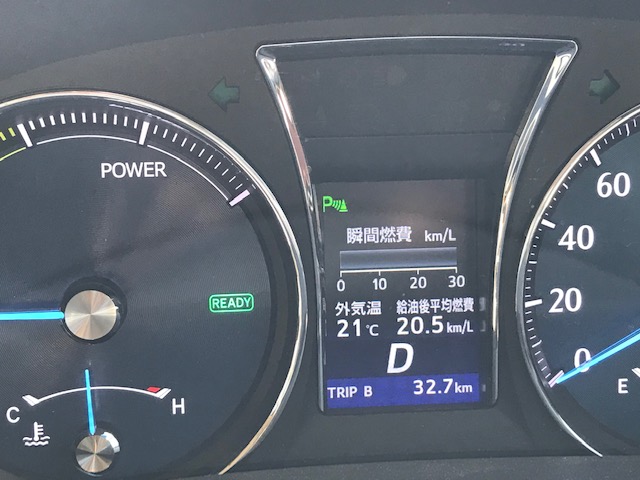 POWER
READY
C H
P
瞬間燃費 km/L
0 10 20 30
外気温 給油後平均燃費
21℃ 20.5km/L
D
TRIP B 32.7km
60
40
20
0
E